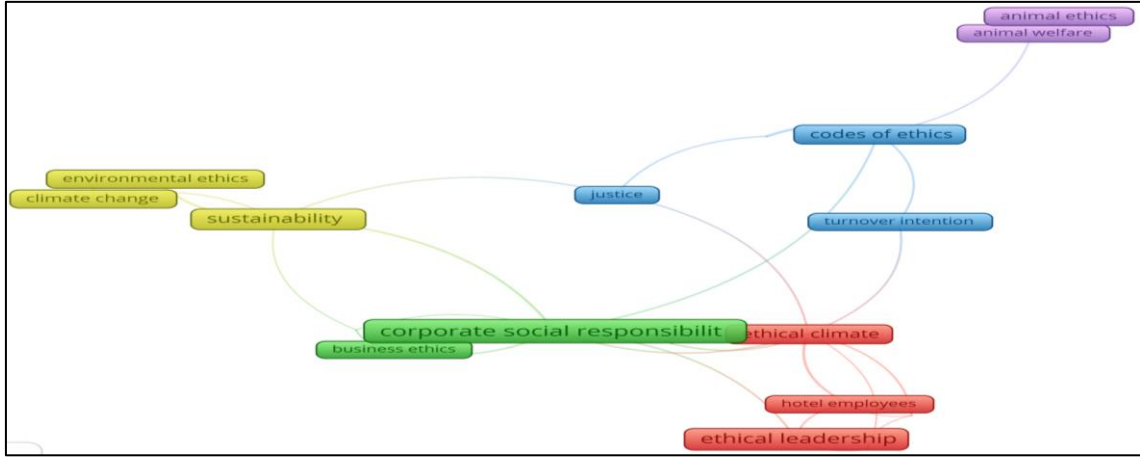 animal ethics
animal welfare
codes of ethics
environmental ethics
justice
climate change
sustainability
turnover intention
corporate social responsibilit
ethical climate
business ethics
hotel employees
ethical leadership